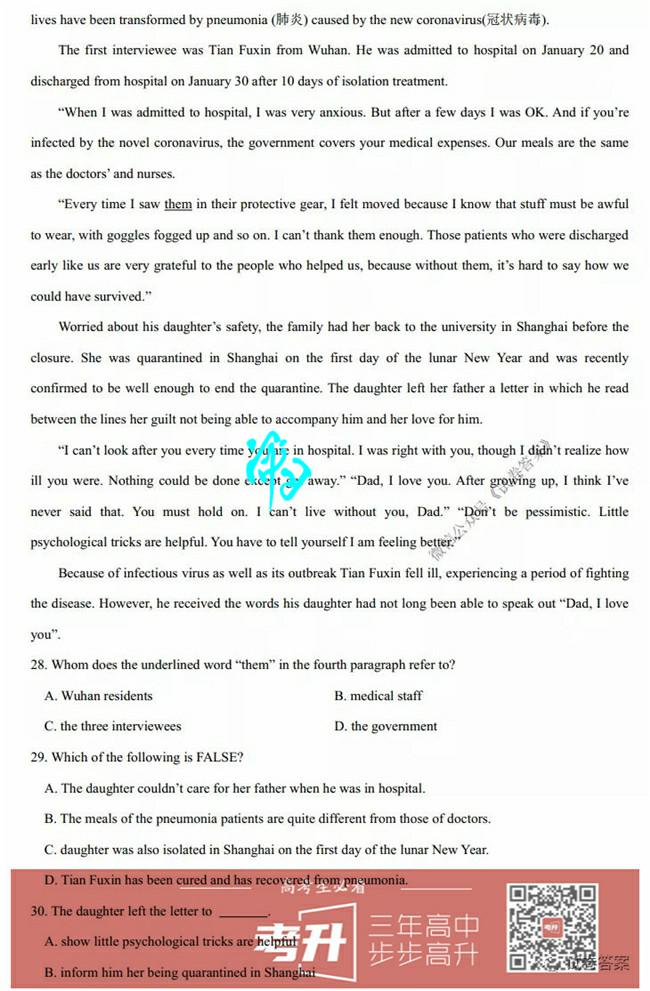 lives have been transformed by pneumonia (肺炎) caused by the new coronavirus(冠状病毒).
The first interviewee was Tian Fuxin from Wuhan. He was admitted to hospital on January 20 and
discharged from hospital on January 30 after 10 days of isolation treatment.
“When I was admitted to hospital, I was very anxious. But after a few days I was OK. And if you’re
infected by the novel coronavirus, the government covers your medical expenses. Our meals are the same
as the doctors’ and nurses.
“Every time I saw them in their protective gear, I felt moved because I know that stuff must be awful
to wear, with goggles fogged up and so on. I can’t thank them enough. Those patients who were discharged
early like us are very grateful to the people who helped us, because without them, it’s hard to say how we
could have survived.”
Worried about his daughter’s safety, the family had her back to the university in Shanghai before the
closure. She was quarantined in Shanghai on the first day of the lunar New Year and was recently
confirmed to be well enough to end the quarantine. The daughter left her father a letter in which he read
between the lines her guilt not being able to accompany him and her love for him.
“I can’t look after you every time you are in hospital. I was right with you, though I didn’t realize how
ill you were. Nothing could be done except get away.” “Dad, I love you. After growing up, I think I’ve
never said that. You must hold on. I can’t live without you, Dad.” “Don’t be pessimistic. Little
psychological tricks are helpful. You have to tell yourself I am feeling better.”
微信公众号《试卷答案》
Because of infectious virus as well as its outbreak Tian Fuxin fell ill, experiencing a period of fighting
the disease. However, he received the words his daughter had not long been able to speak out “Dad, I love
you”.
28. Whom does the underlined word “them” in the fourth paragraph refer to?
A. Wuhan residents B. medical staff
C. the three interviewees D. the government
29. Which of the following is FALSE?
A. The daughter couldn’t care for her father when he was in hospital.
B. The meals of the pneumonia patients are quite different from those of doctors.
C. daughter was also isolated in Shanghai on the first day of the lunar New Year.
D. Tian Fuxin has been cured and has recovered from pneumonia.
高考生必看
30. The daughter left the letter to ______.
A. show little psychological tricks are helpful
B. inform him her being quarantined in Shanghai
考升
三年高中
步步高升
试卷答案